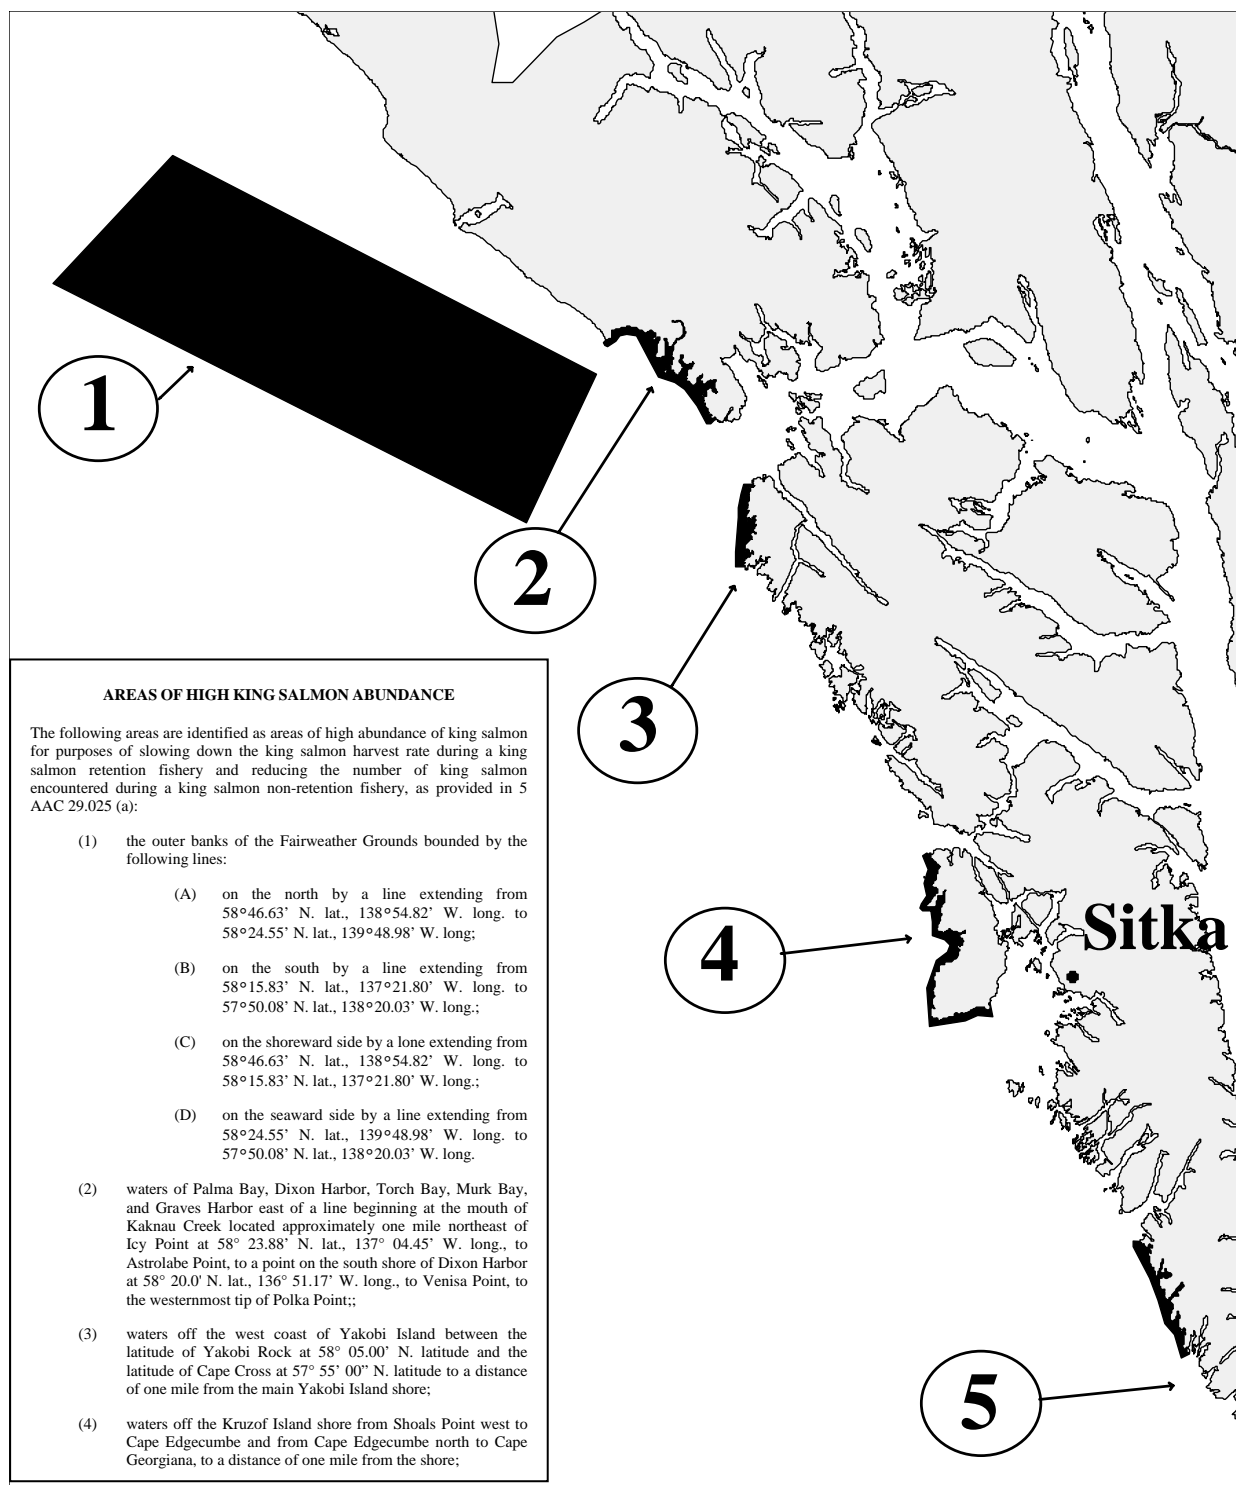 1
2
3
4
Sitka
5
AREAS OF HIGH KING SALMON ABUNDANCE
The following areas are identified as areas of high abundance of king salmon
for purposes of slowing down the king salmon harvest rate during a king
salmon retention fishery and reducing the number of king salmon
encountered during a king salmon non-retention fishery, as provided in 5
AAC 29.025 (a):
(1) the outer banks of the Fairweather Grounds bounded by the
following lines:
(A) on the north by a line extending from
58°46.63’ N. lat., 138°54.82’ W. long. to
58°24.55’ N. lat., 139°48.98’ W. long;
(B) on the south by a line extending from
58°15.83’ N. lat., 137°21.80’ W. long. to
57°50.08’ N. lat., 138°20.03’ W. long.;
(C) on the shoreward side by a lone extending from
58°46.63’ N. lat., 138°54.82’ W. long. to
58°15.83’ N. lat., 137°21.80’ W. long.;
(D) on the seaward side by a line extending from
58°24.55’ N. lat., 139°48.98’ W. long. to
57°50.08’ N. lat., 138°20.03’ W. long.
(2) waters of Palma Bay, Dixon Harbor, Torch Bay, Murk Bay,
and Graves Harbor east of a line beginning at the mouth of
Kaknau Creek located approximately one mile northeast of
Icy Point at 58° 23.88’ N. lat., 137° 04.45’ W. long., to
Astrolabe Point, to a point on the south shore of Dixon Harbor
at 58° 20.0' N. lat., 136° 51.17’ W. long., to Venisa Point, to
the westernmost tip of Polka Point;;
(3) waters off the west coast of Yakobi Island between the
latitude of Yakobi Rock at 58° 05.00’ N. latitude and the
latitude of Cape Cross at 57° 55’ 00” N. latitude to a distance
of one mile from the main Yakobi Island shore;
(4) waters off the Kruzof Island shore from Shoals Point west to
Cape Edgecumbe and from Cape Edgecumbe north to Cape
Georgiana, to a distance of one mile from the shore;